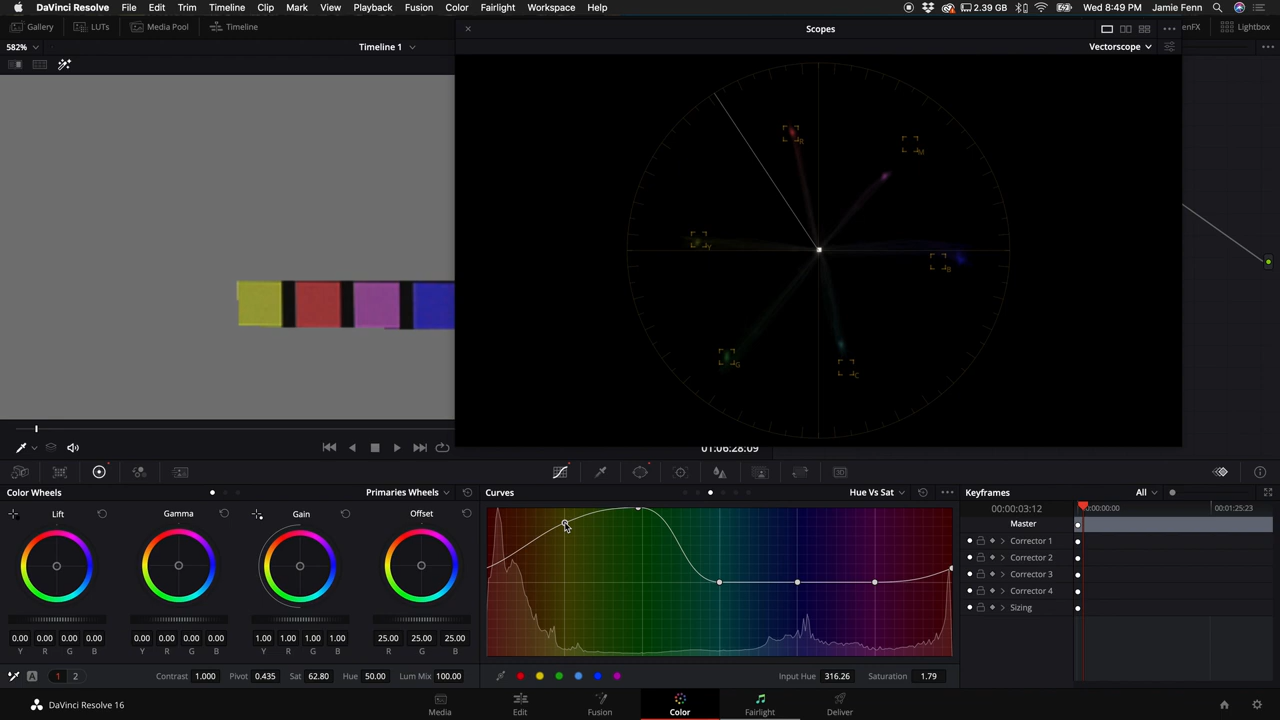 DaVinci Resolve File Edit Trim Timeline Clip Mark View Playback Fusion Color Fairlight Workspace Help 2.39 GB Wed 8:49 PM Jamie Fenn
Gallery LUTs Media Pool Timeline enFX Lightbox
582% Timeline 1
Scopes
Vectorscope
R
M
Y
B
G
C
01:06:28:09
Color Wheels Primaries Wheels
Lift Gamma Gain Offset
0.00 0.00 0.00 0.00 0.00 0.00 0.00 0.00 1.00 1.00 1.00 1.00 25.00 25.00 25.00
Y R G B Y R G B Y R G B R G B
A 1 2 Contrast 1.000 Pivot 0.435 Sat 62.80 Hue 50.00 Lum Mix 100.00
Curves Hue Vs Sat
Input Hue 316.26 Saturation 1.79
Keyframes All
00:00:03:12 00:00:00:00 00:01:25:23
Master
Corrector 1
Corrector 2
Corrector 3
Corrector 4
Sizing
DaVinci Resolve 16 Media Edit Fusion Color Fairlight Deliver